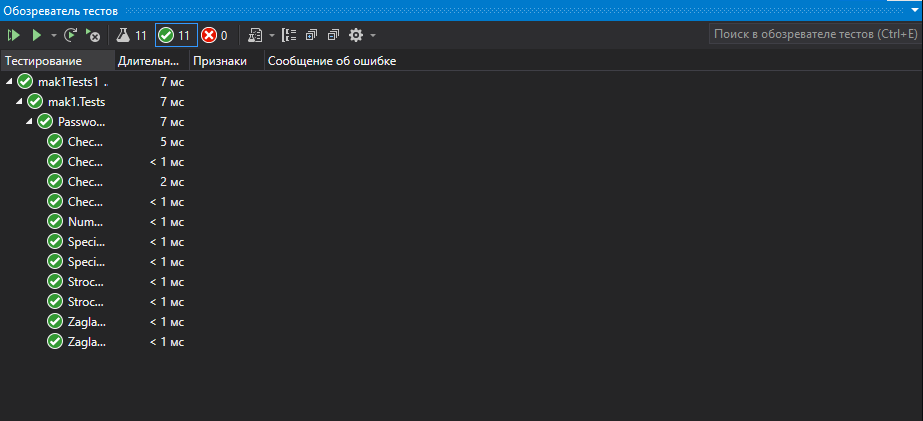 Обозреватель тестов
11 11 0 Поиск в обозревателе тестов (Ctrl+E)
Тестирование Длительн... Признаки Сообщение об ошибке
mak1Tests1 .. 7 мс
mak1.Tests 7 мс
Passwo... 7 мс
Chec... 5 мс
Chec... < 1 мс
Chec... 2 мс
Chec... < 1 мс
Num... < 1 мс
Speci... < 1 мс
Speci... < 1 мс
Stroc... < 1 мс
Stroc... < 1 мс
Zagla... < 1 мс
Zagla... < 1 мс